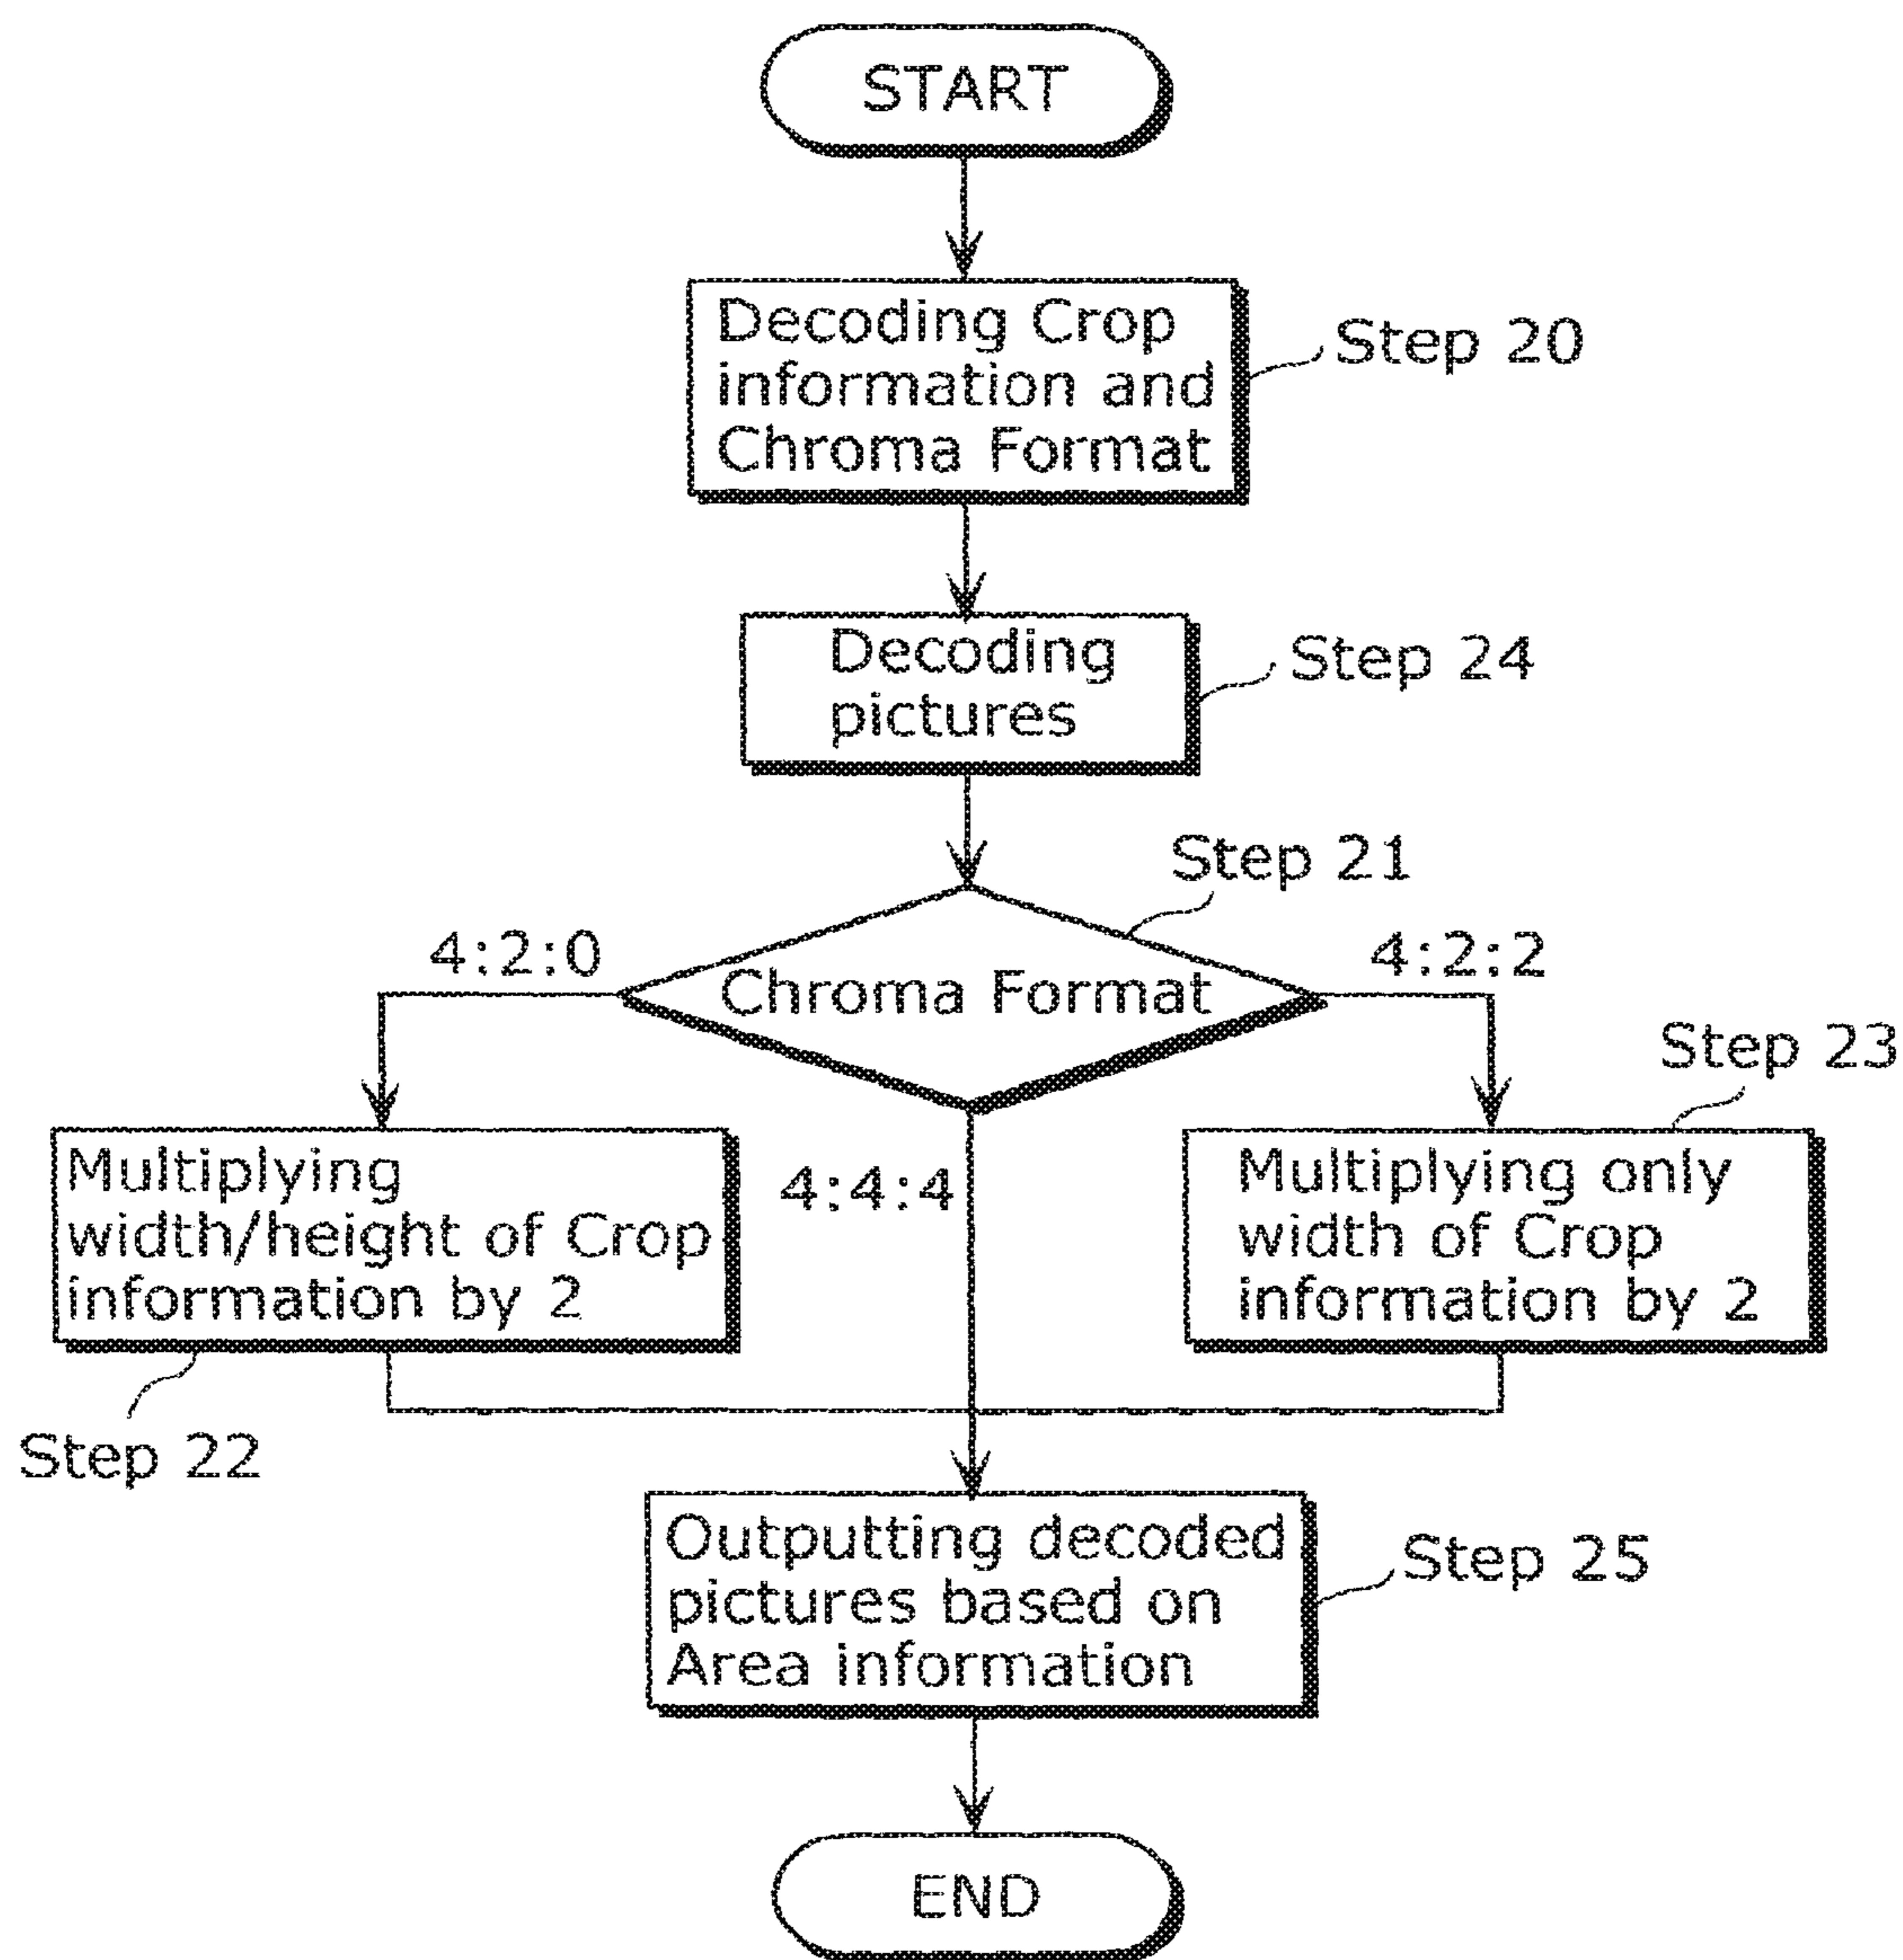 START
Decoding Crop
information and
Chroma Format
Step 20
Decoding
pictures
Step 24
Step 21
4:2:0
Chroma Format
4:2:2
Step 23
Multiplying
width/height of Crop
information by 2
4:4:4
Multiplying only
width of Crop
information by 2
Step 22
Outputting decoded
pictures based on
Area information
Step 25
END